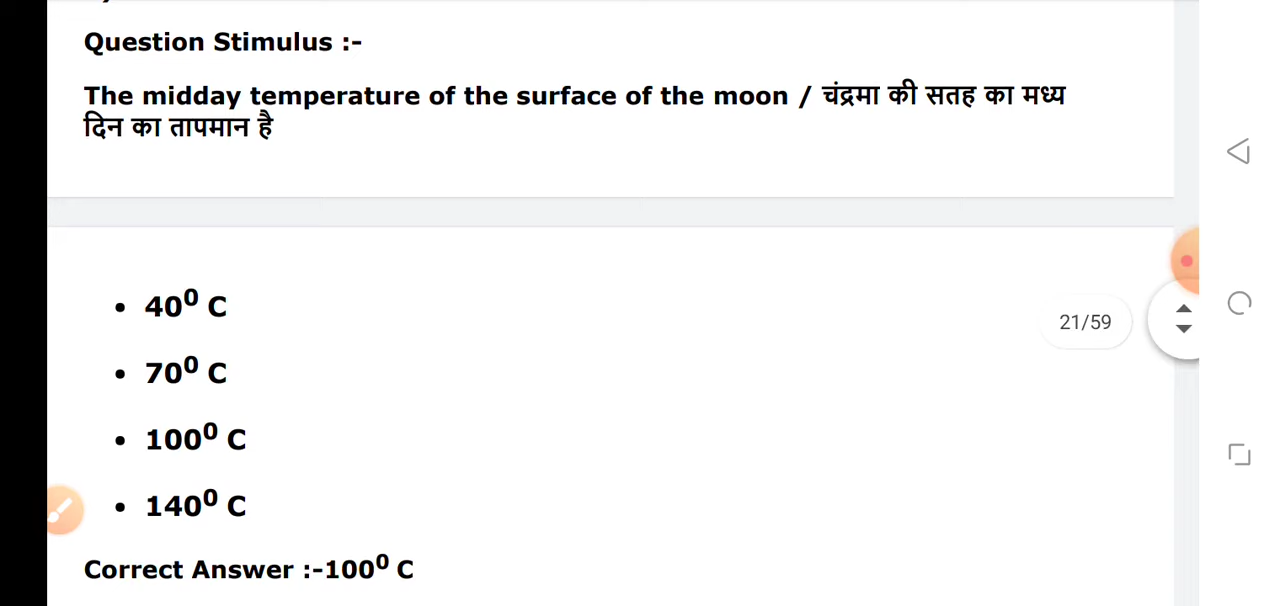 Question Stimulus :-
The midday temperature of the surface of the moon / चंद्रमा की सतह का मध्य
दिन का तापमान है
• 40⁰ C
• 70⁰ C
21/59
• 100⁰ C
• 140⁰ C
Correct Answer :-100⁰ C